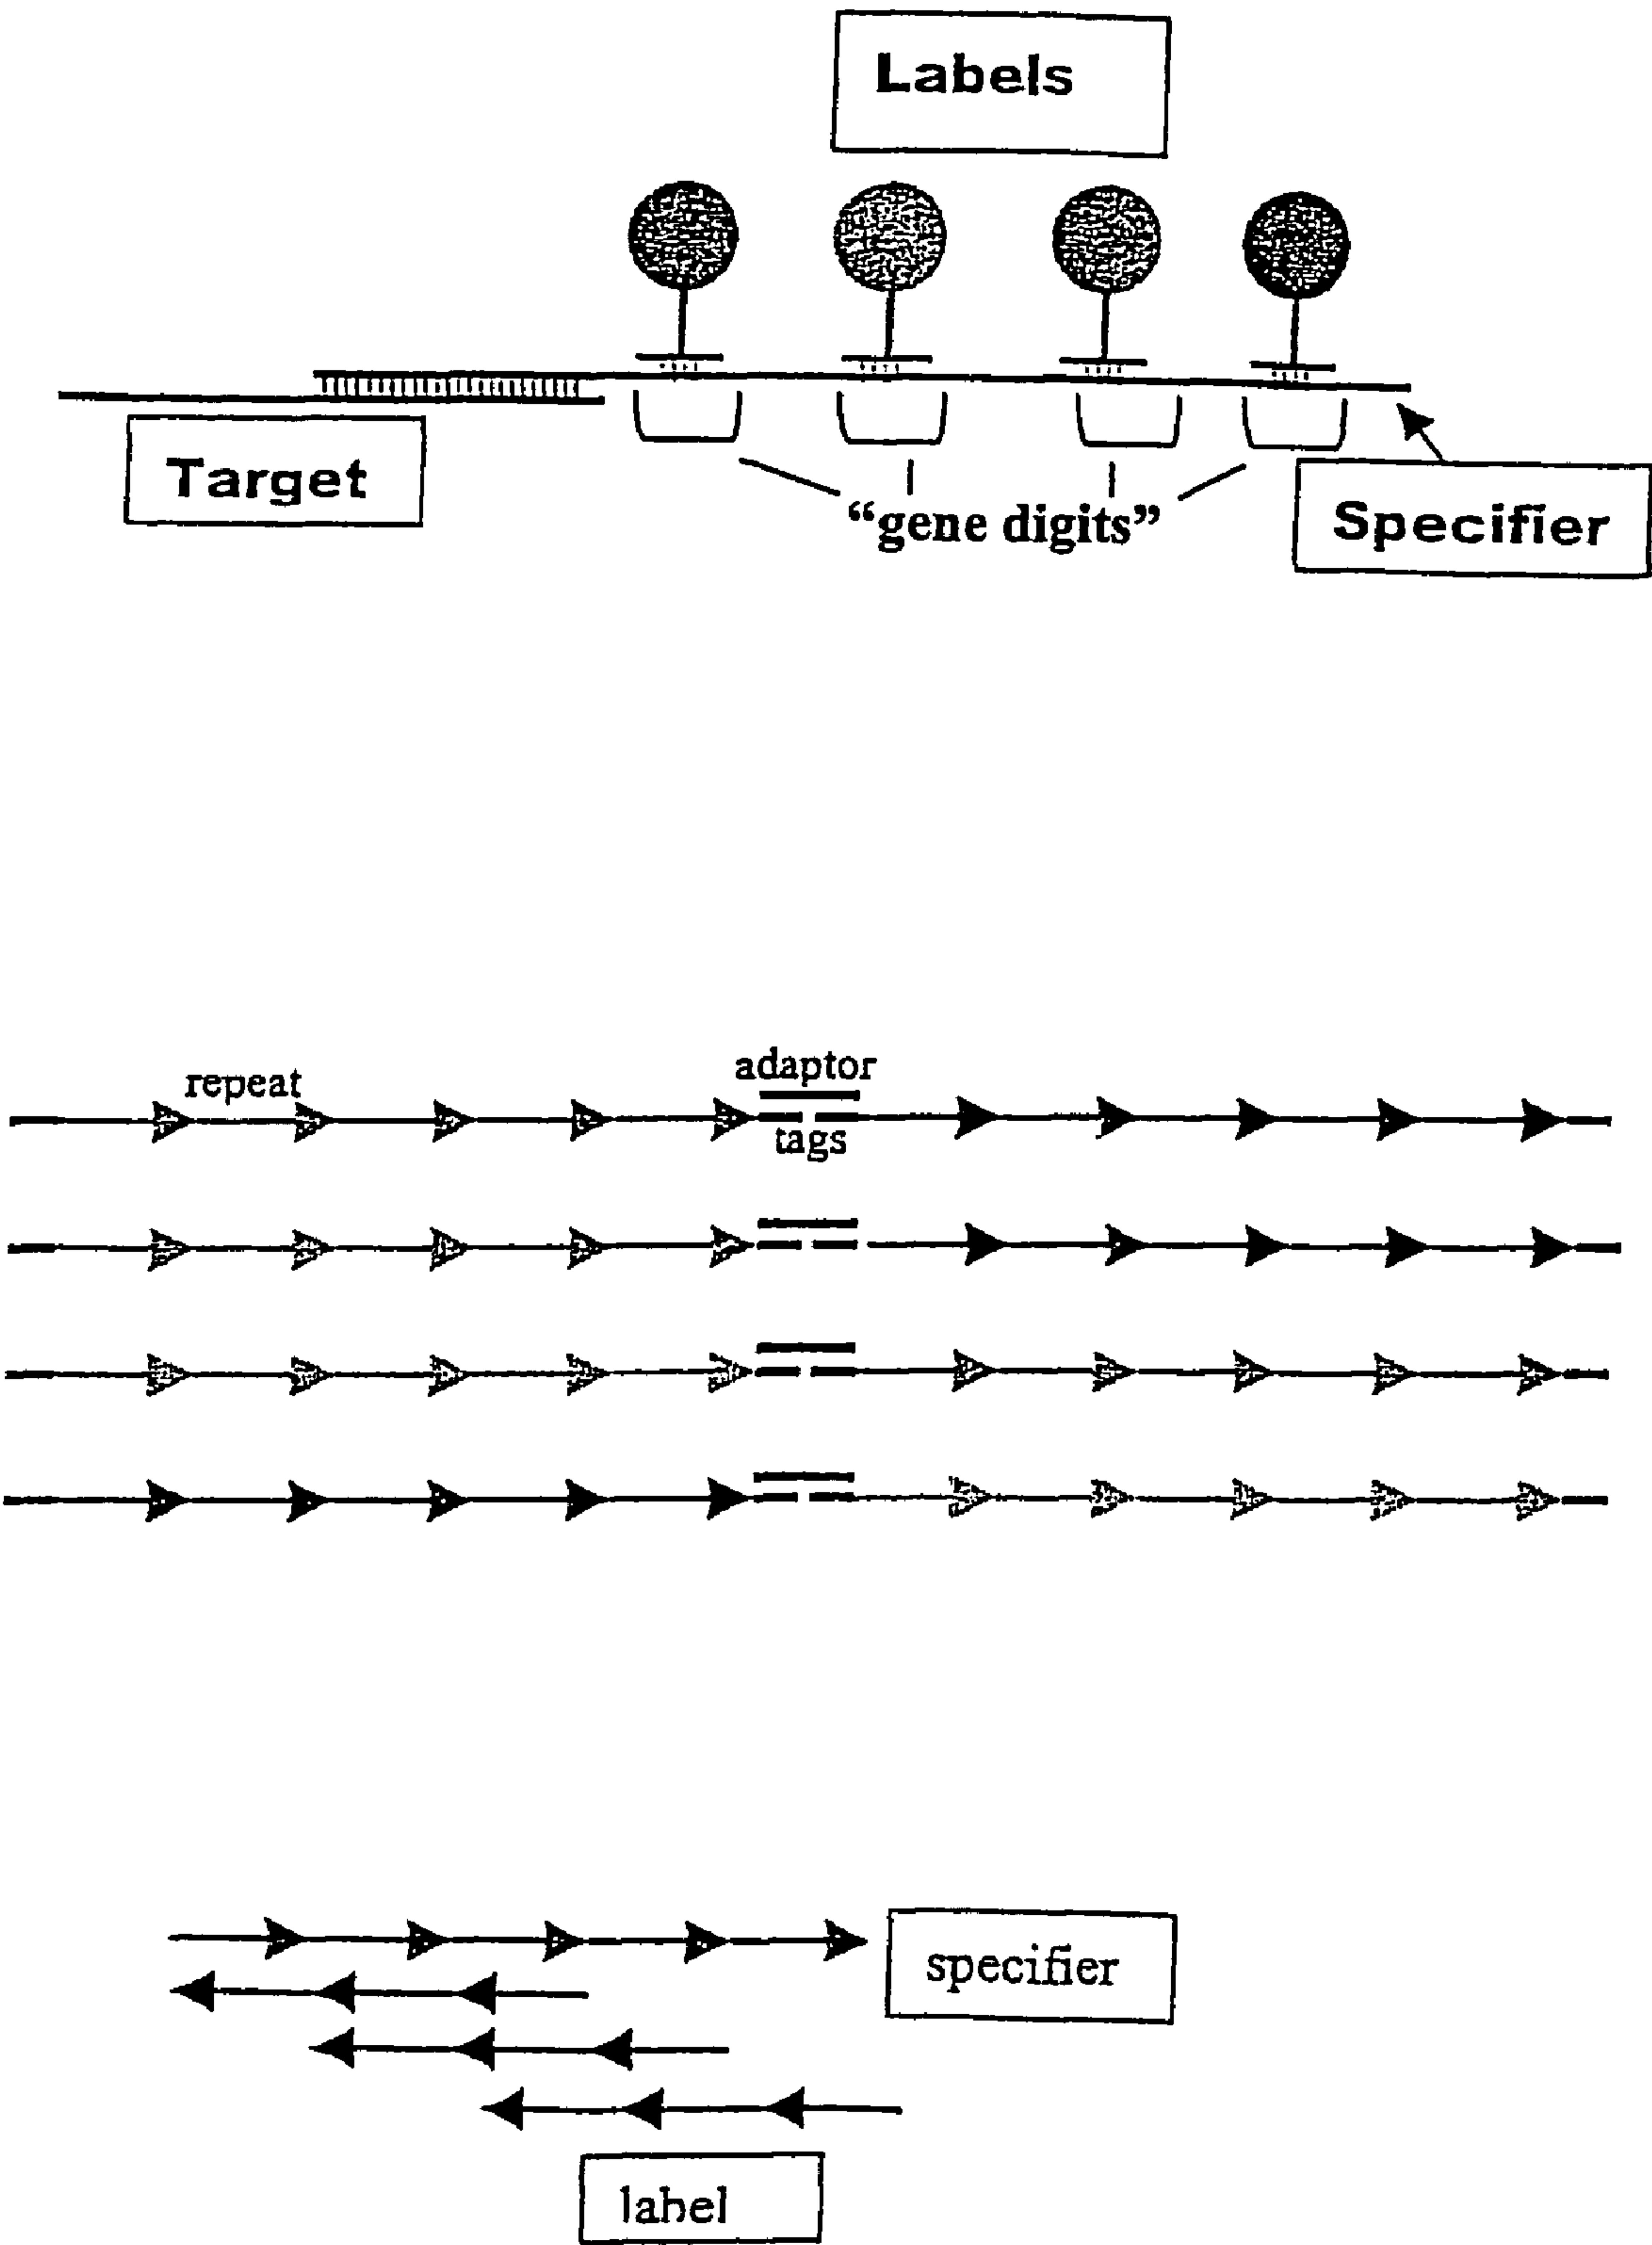 Labels
Target
“gene digits”
Specifier
repeat
adaptor
tags
specifier
label